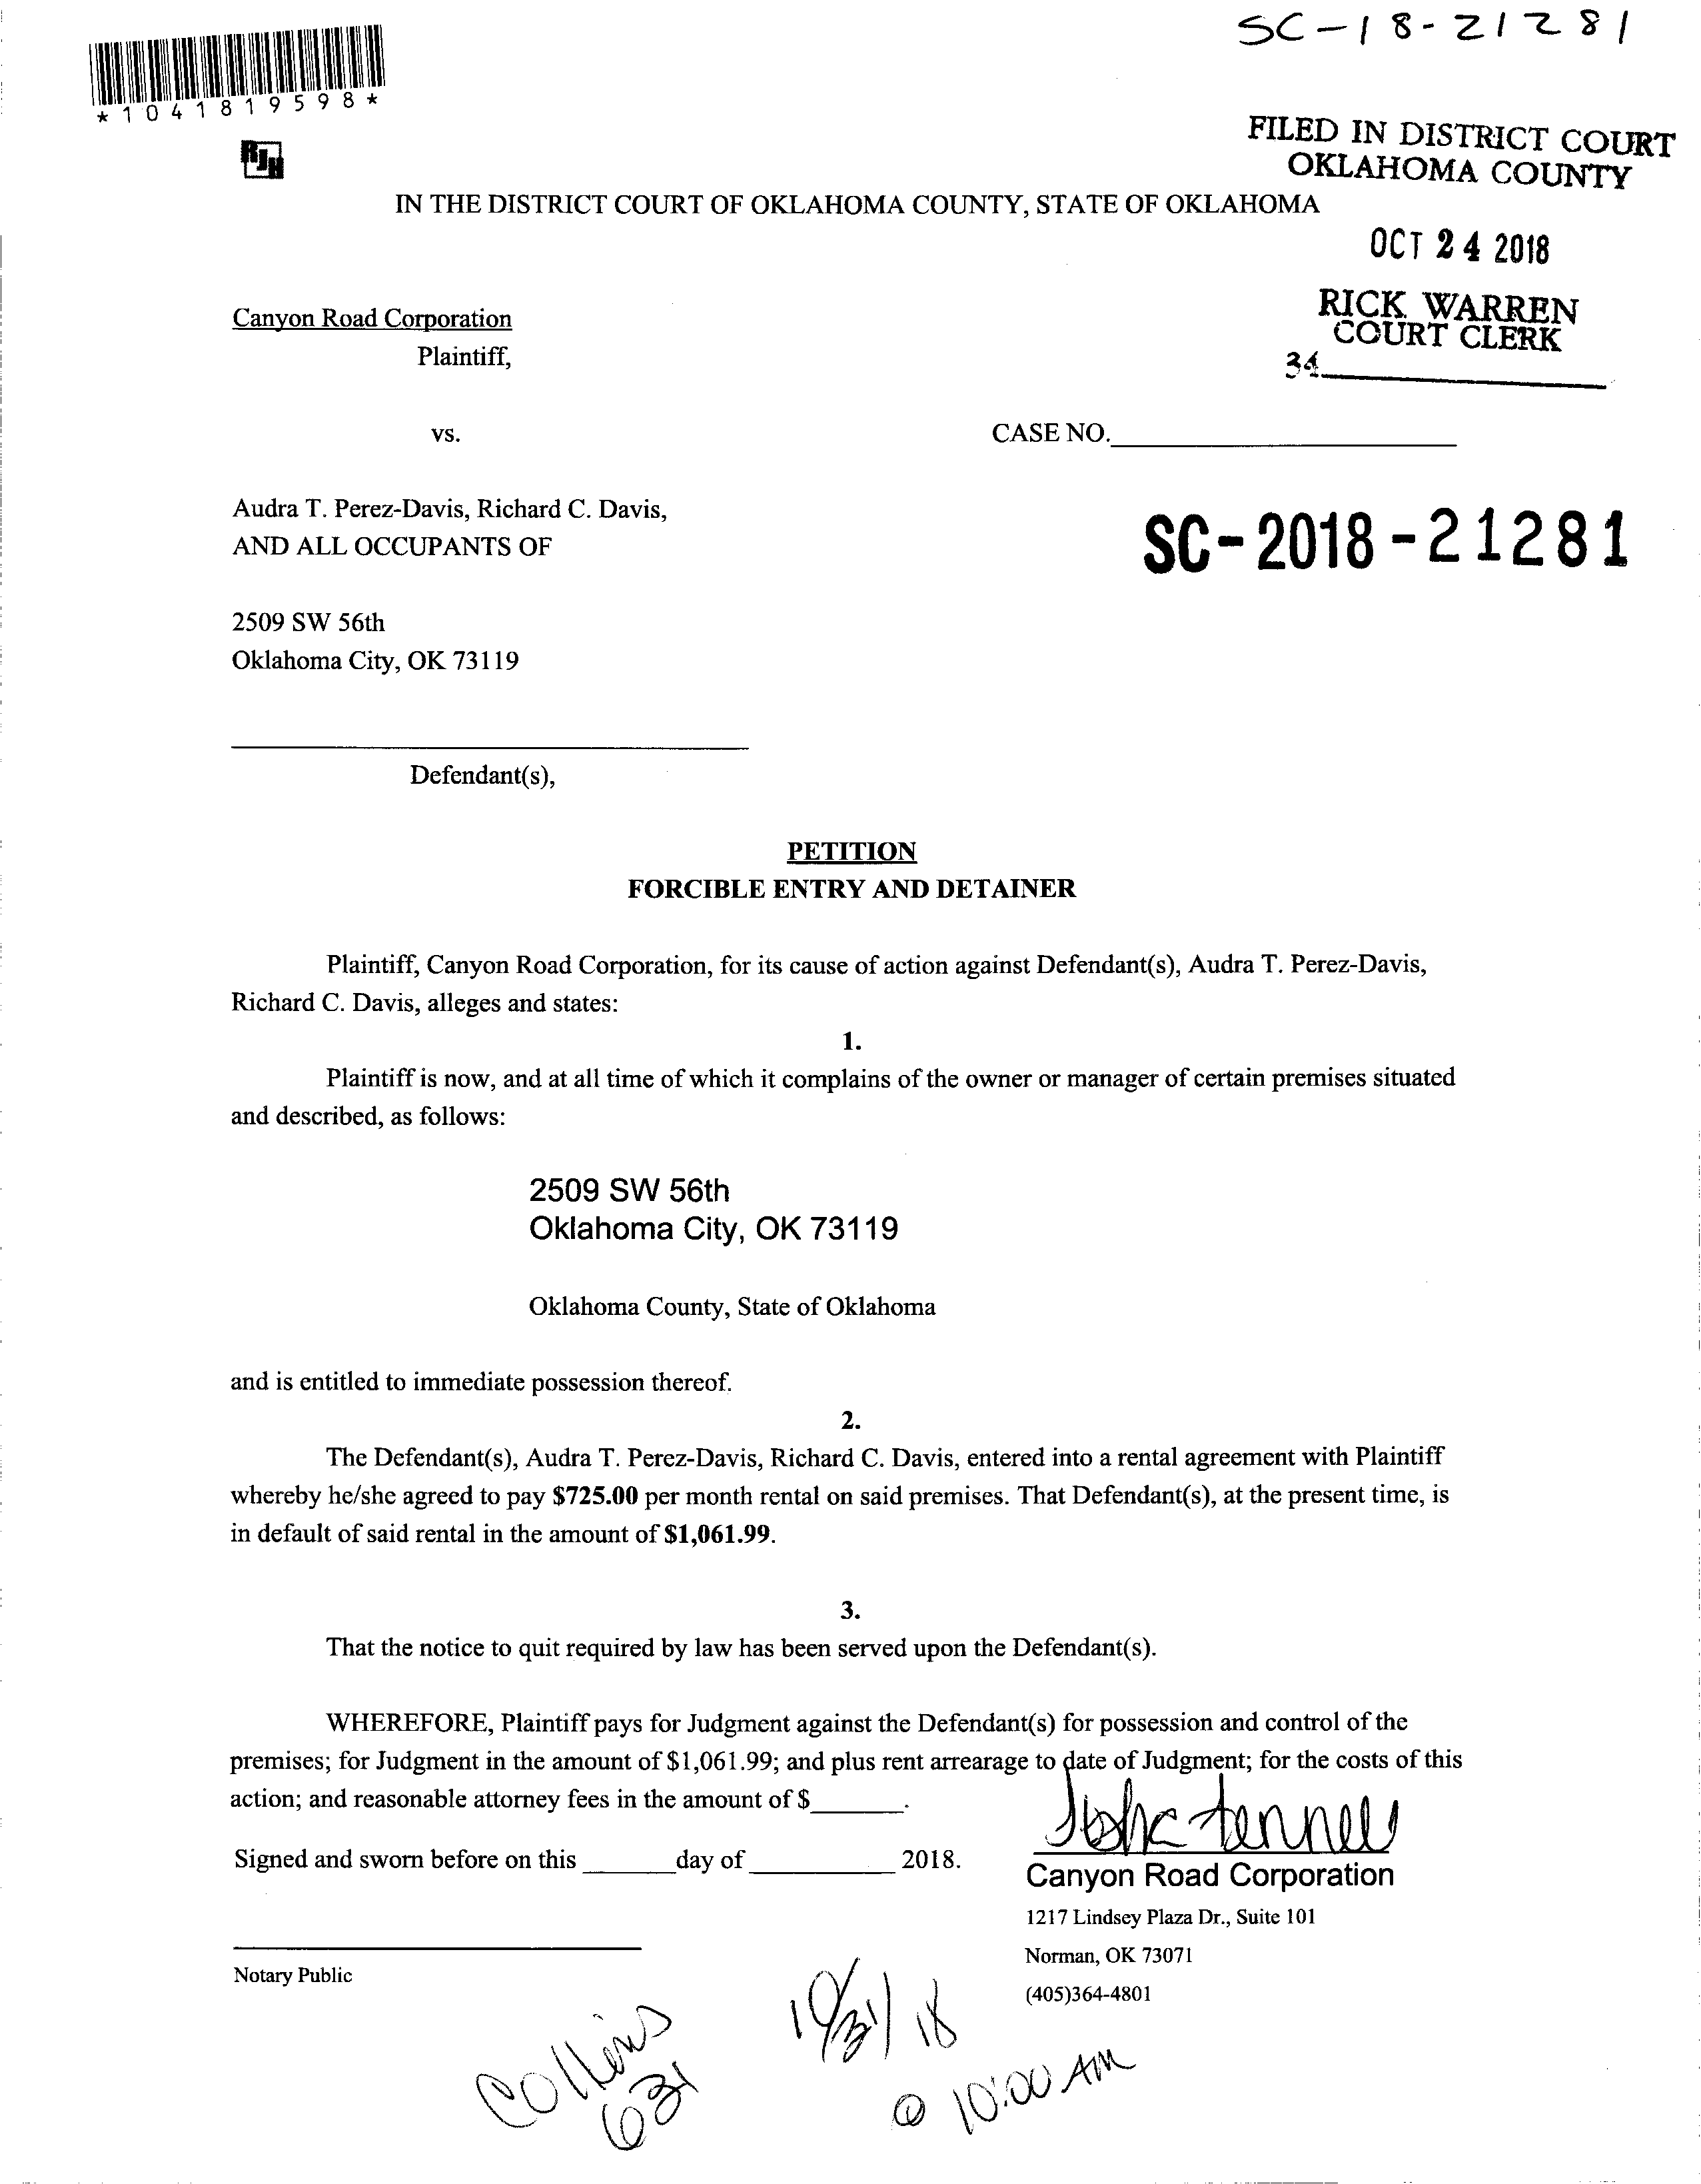 SC-18-21281
*1041819598*
RJH
FILED IN DISTRICT COURT
OKLAHOMA COUNTY
IN THE DISTRICT COURT OF OKLAHOMA COUNTY, STATE OF OKLAHOMA
OCT 24 2018
RICK WARREN
COURT CLERK
34
Canyon Road Corporation
Plaintiff,
vs.
CASE NO.
Audra T. Perez-Davis, Richard C. Davis,
AND ALL OCCUPANTS OF
SC-2018-21281
2509 SW 56th
Oklahoma City, OK 73119
Defendant(s),
PETITION
FORCIBLE ENTRY AND DETAINER
Plaintiff, Canyon Road Corporation, for its cause of action against Defendant(s), Audra T. Perez-Davis,
Richard C. Davis, alleges and states:
1.
Plaintiff is now, and at all time of which it complains of the owner or manager of certain premises situated
and described, as follows:
2509 SW 56th
Oklahoma City, OK 73119
Oklahoma County, State of Oklahoma
and is entitled to immediate possession thereof.
2.
The Defendant(s), Audra T. Perez-Davis, Richard C. Davis, entered into a rental agreement with Plaintiff
whereby he/she agreed to pay $725.00 per month rental on said premises. That Defendant(s), at the present time, is
in default of said rental in the amount of $1,061.99.
3.
That the notice to quit required by law has been served upon the Defendant(s).
WHEREFORE, Plaintiff pays for Judgment against the Defendant(s) for possession and control of the
premises; for Judgment in the amount of $1,061.99; and plus rent arrearage to date of Judgment; for the costs of this
action; and reasonable attorney fees in the amount of $_______.
Signed and sworn before on this _______day of ___________ 2018.
Canyon Road Corporation
1217 Lindsey Plaza Dr., Suite 101
Norman, OK 73071
(405)364-4801
Notary Public
Collins
631
10/31/18
@ 10:00 AM